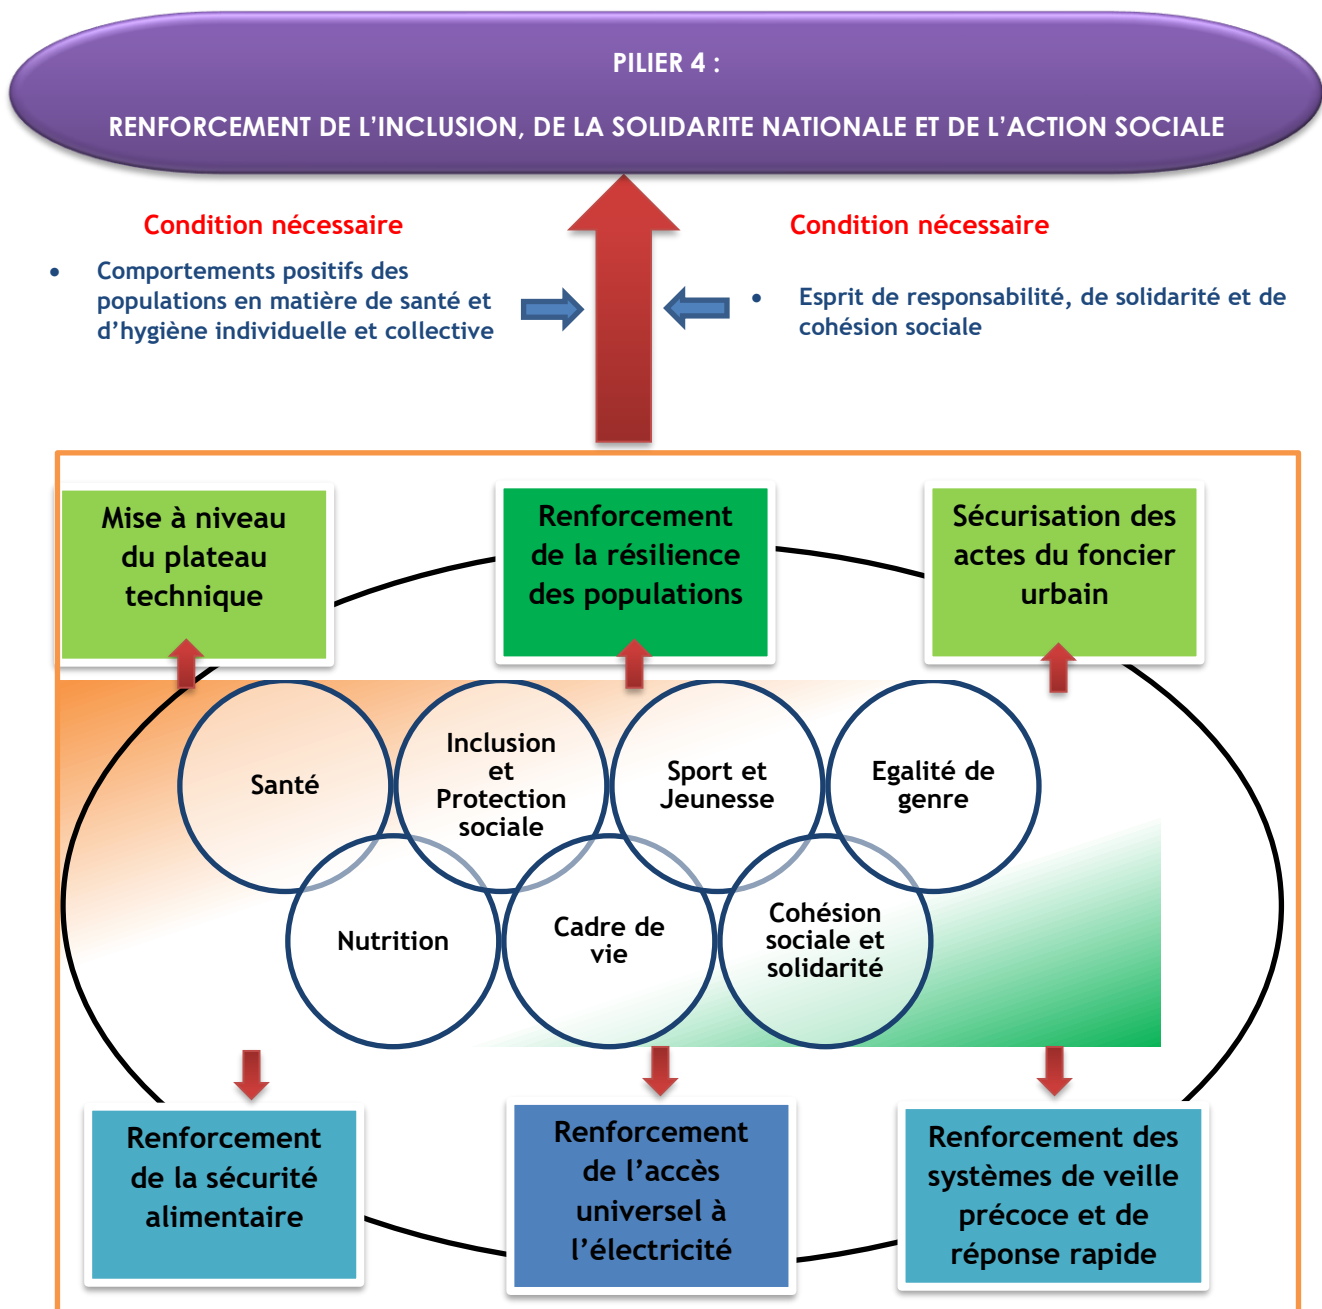 PILIER 4 :
RENFORCEMENT DE L’INCLUSION, DE LA SOLIDARITE NATIONALE ET DE L’ACTION SOCIALE
Condition nécessaire
• Comportements positifs des
populations en matière de santé et
d’hygiène individuelle et collective
Condition nécessaire
• Esprit de responsabilité, de solidarité et de
cohésion sociale
Mise à niveau
du plateau
technique
Renforcement
de la résilience
des populations
Sécurisation des
actes du foncier
urbain
Santé
Inclusion
et
Protection
sociale
Sport et
Jeunesse
Egalité de
genre
Nutrition
Cadre de
vie
Cohésion
sociale et
solidarité
Renforcement
de la sécurité
alimentaire
Renforcement
de l’accès
universel à
l’électricité
Renforcement des
systèmes de veille
précoce et de
réponse rapide